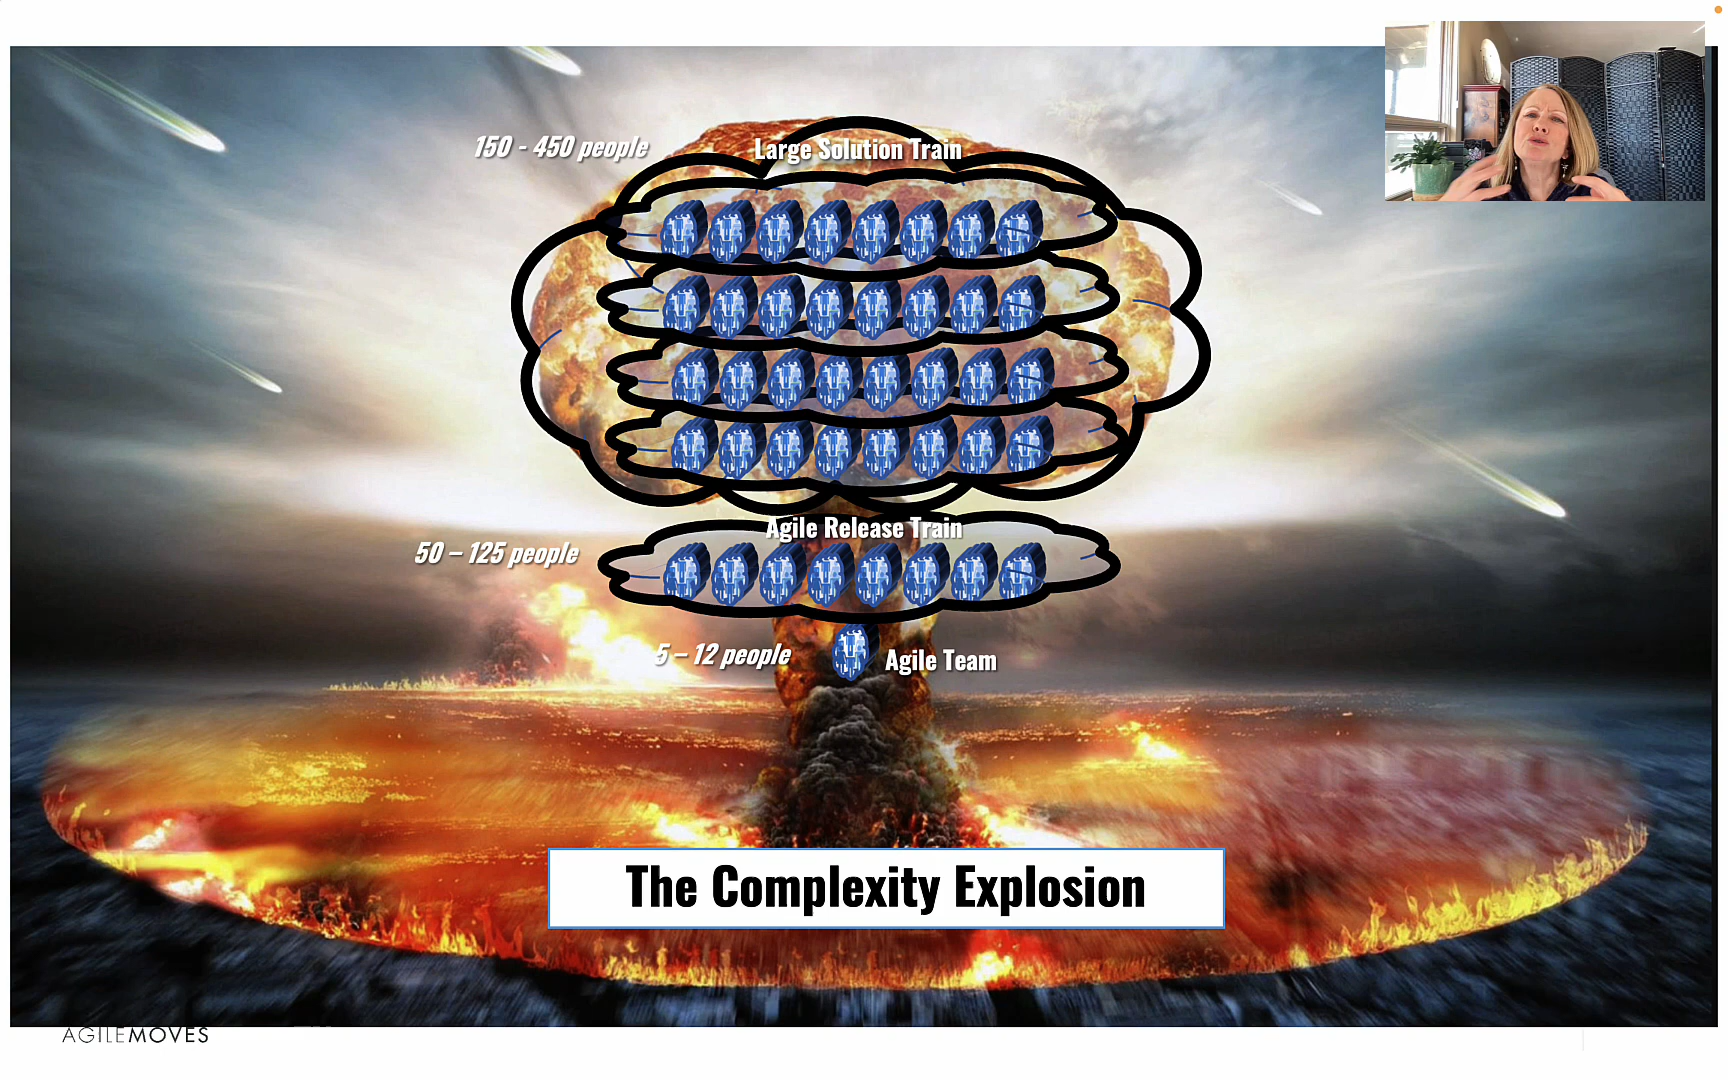 150 - 450 people
Large Solution Train
Agile Release Train
50 – 125 people
5 – 12 people
Agile Team
The Complexity Explosion
AGILEMOVES